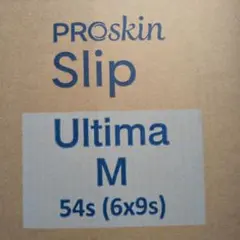 PROskin
Slip
Ultima
M
54s (6x9s)